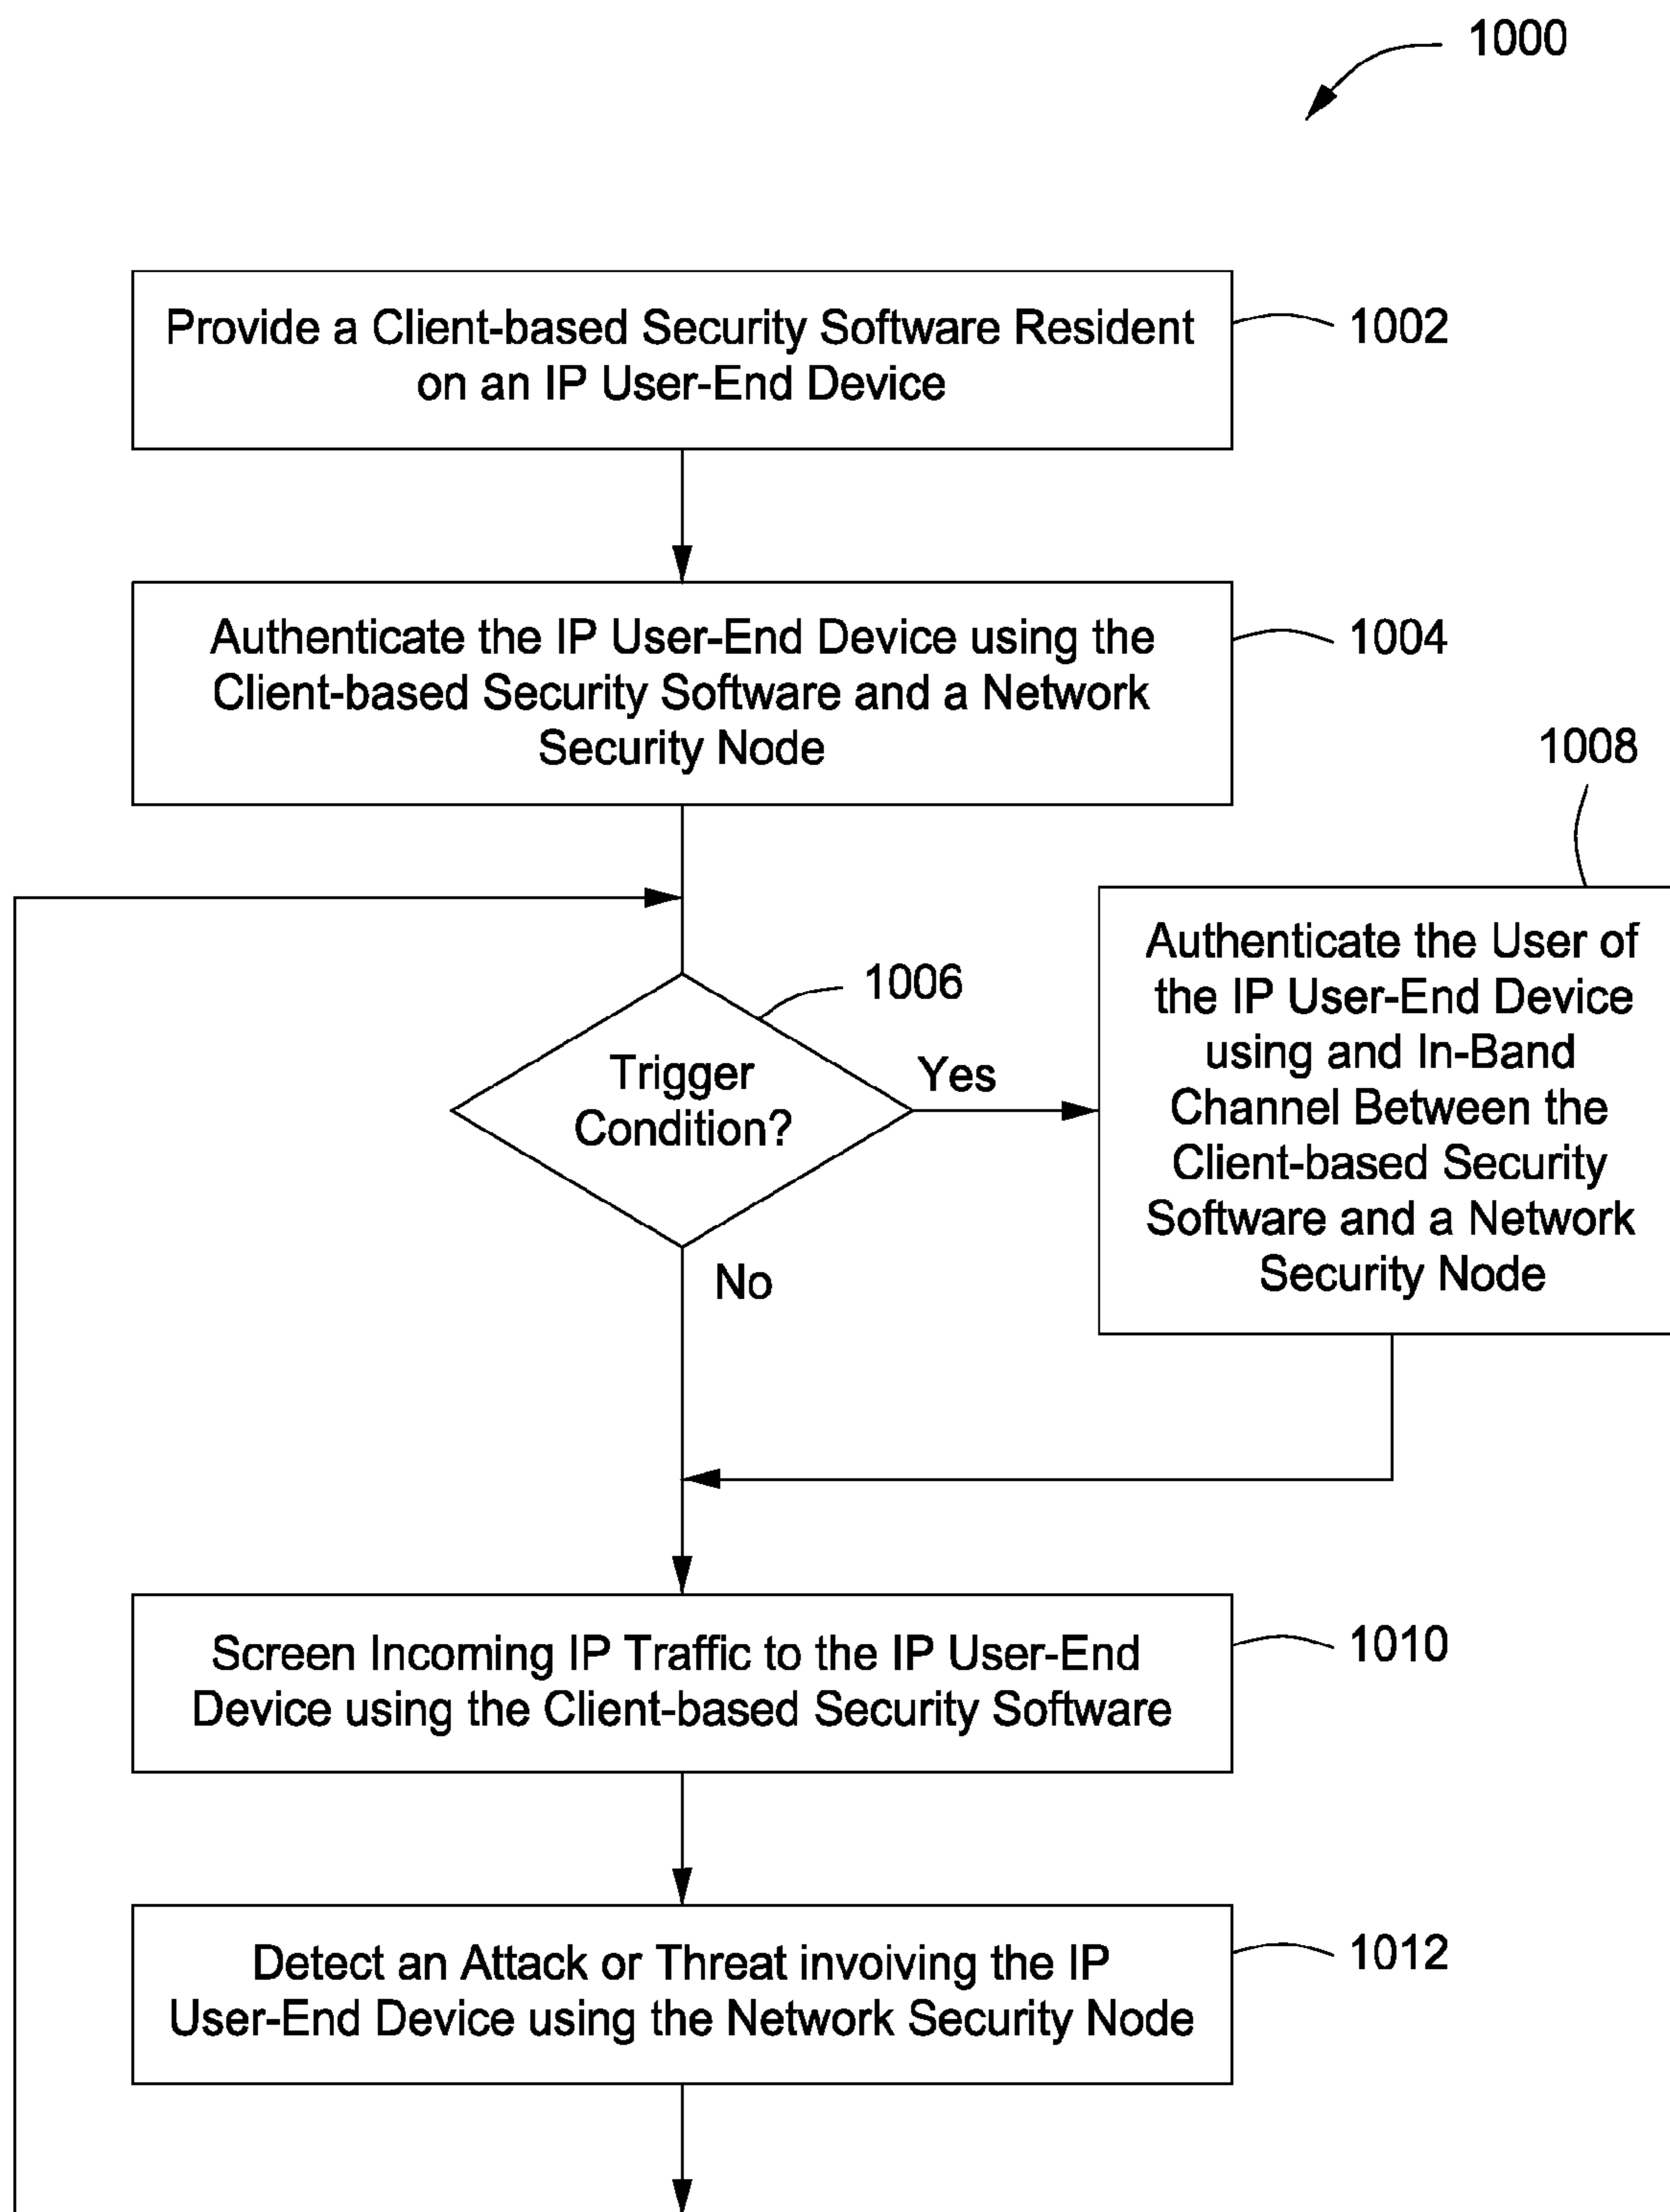 1000
Provide a Client-based Security Software Resident
on an IP User-End Device
1002
Authenticate the IP User-End Device using the
Client-based Security Software and a Network
Security Node
1004
1006
Trigger
Condition?
Yes
No
1008
Authenticate the User of
the IP User-End Device
using and In-Band
Channel Between the
Client-based Security
Software and a Network
Security Node
Screen Incoming IP Traffic to the IP User-End
Device using the Client-based Security Software
1010
Detect an Attack or Threat invoiving the IP
User-End Device using the Network Security Node
1012